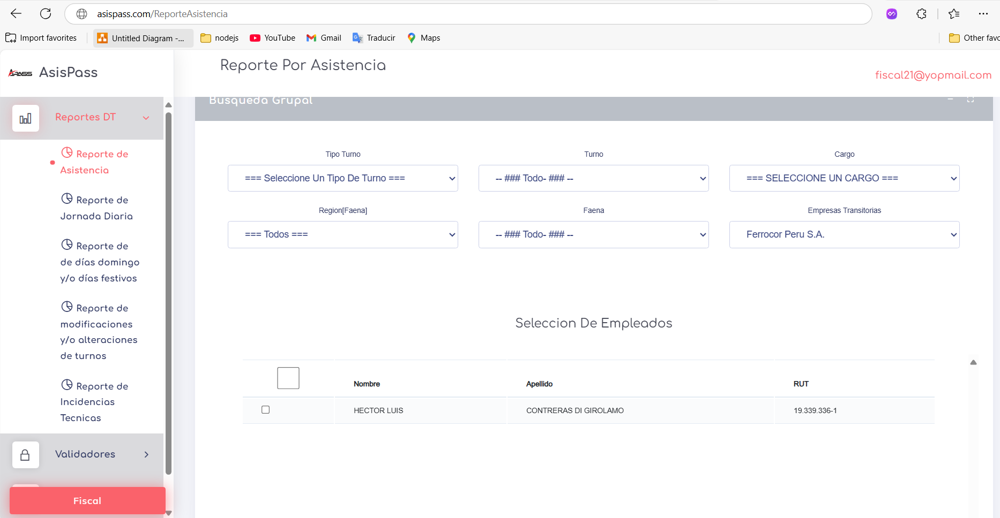 asispass.com/ReporteAsistencia
Import favorites
Untitled Diagram -...
nodejs
YouTube
Gmail
Traducir
Maps
Other favo
APASS AsisPass
Reporte Por Asistencia
fiscal21@yopmail.com
Reportes DT
Reporte de
Asistencia
Reporte de
Jornada Diaria
Reporte de
de días domingo
y/o días festivos
Reporte de
modificaciones
y/o alteraciones
de turnos
Reporte de
Incidencias
Tecnicas
Validadores
Fiscal
Busqueda Grupal
Tipo Turno
Turno
Cargo
=== Seleccione Un Tipo De Turno ===
-- ### Todo- ### --
=== SELECCIONE UN CARGO ===
Region[Faena]
Faena
Empresas Transitorias
=== Todos ===
-- ### Todo- ### --
Ferrocor Peru S.A.
Seleccion De Empleados
Nombre Apellido RUT
HECTOR LUIS CONTRERAS DI GIROLAMO 19.339.336-1